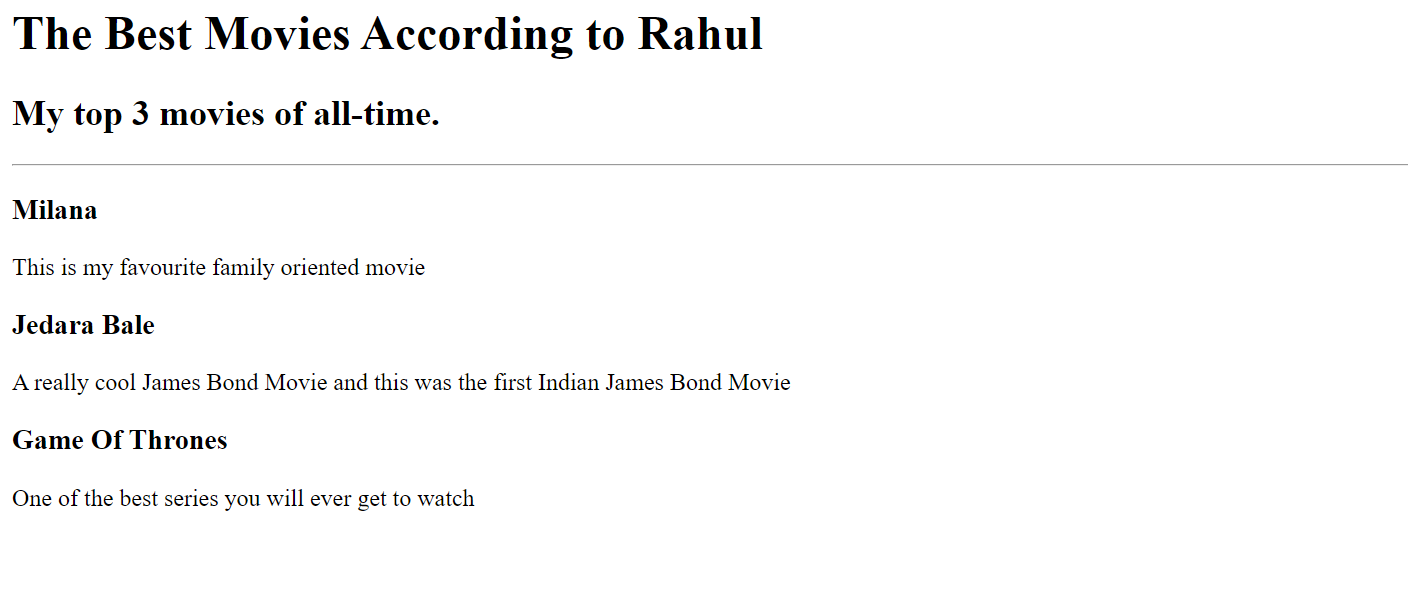 The Best Movies According to Rahul
My top 3 movies of all-time.
Milana
This is my favourite family oriented movie
Jedara Bale
A really cool James Bond Movie and this was the first Indian James Bond Movie
Game Of Thrones
One of the best series you will ever get to watch